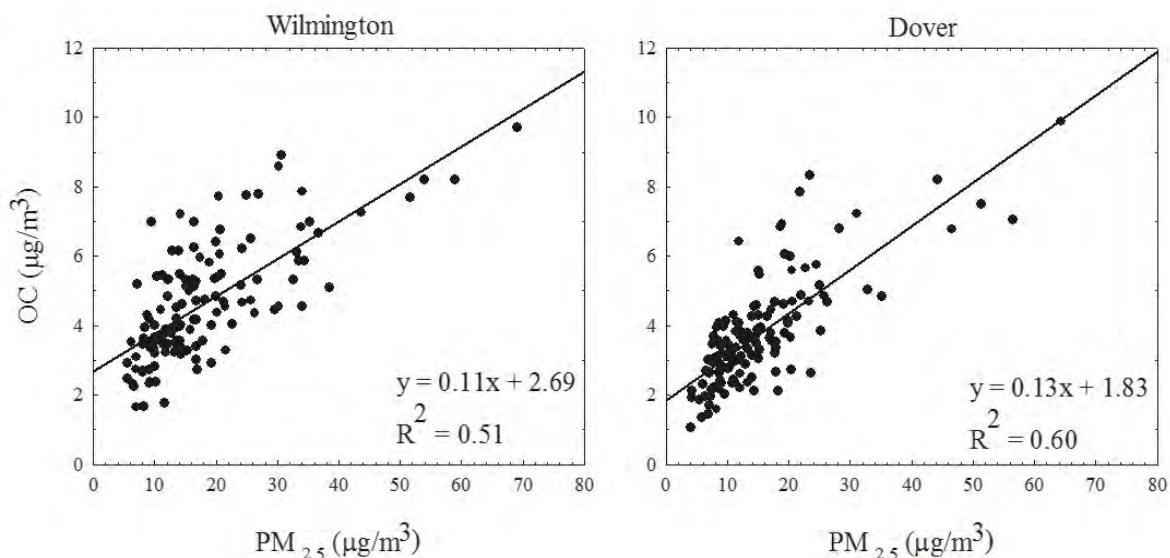 Wilmington
12
10
8
6
4
2
0
OC (μg/m³)
y = 0.11x + 2.69
R² = 0.51
0 10 20 30 40 50 60 70 80
PM 2.5 (μg/m³)
Dover
12
10
8
6
4
2
0
y = 0.13x + 1.83
R² = 0.60
0 10 20 30 40 50 60 70 80
PM 2.5 (μg/m³)